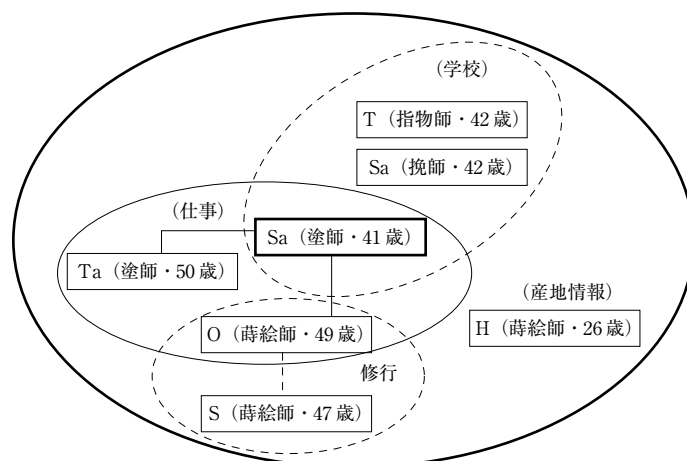 (学校)
T(指物師・42歳)
Sa(挽師・42歳)
(仕事)
Sa(塗師・41歳)
Ta(塗師・50歳)
(産地情報)
O(蒔絵師・49歳)
H(蒔絵師・26歳)
修行
S(蒔絵師・47歳)